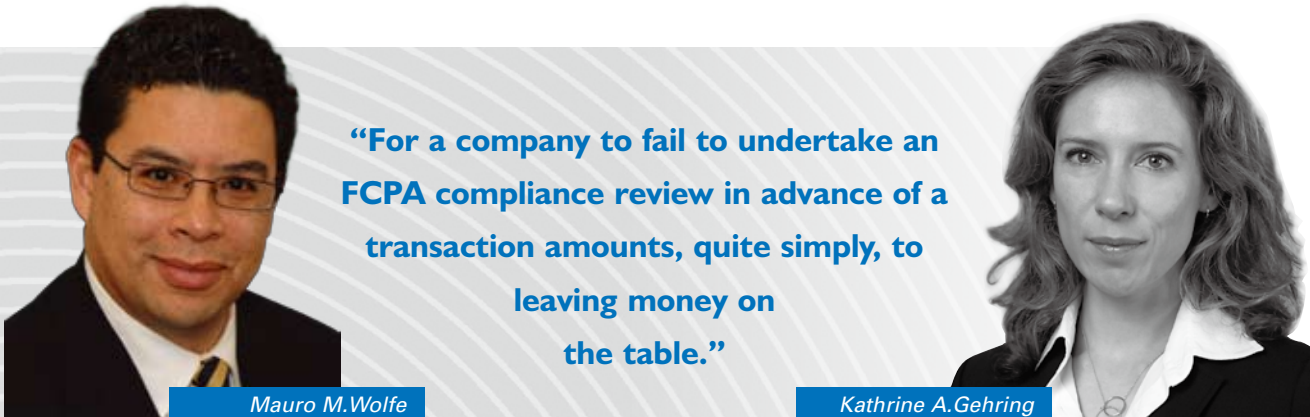 “For a company to fail to undertake an
FCPA compliance review in advance of a
transaction amounts, quite simply, to
leaving money on
the table.”
Mauro M.Wolfe
Kathrine A.Gehring